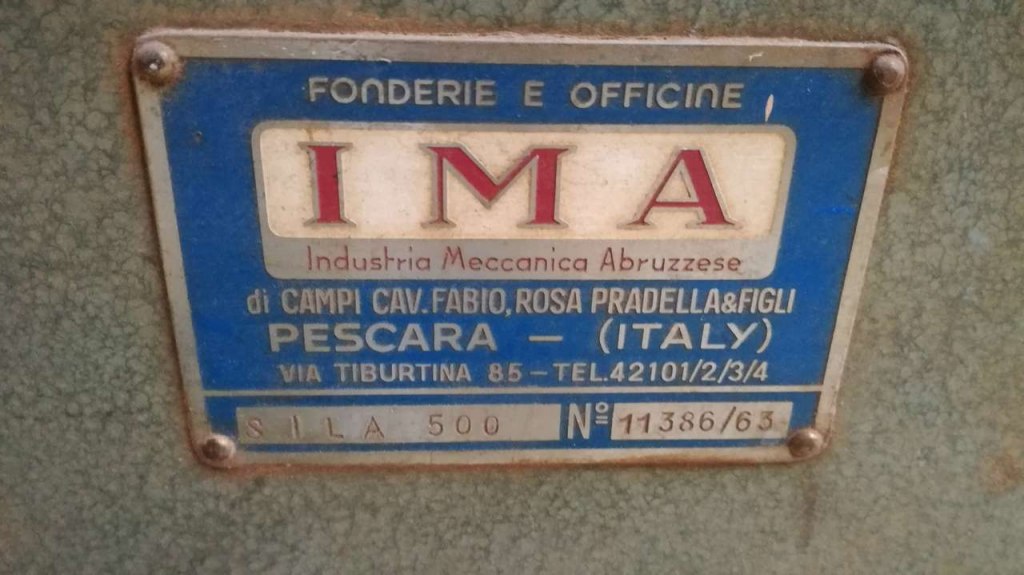 FONDERIE E OFFICINE
IMA
Industria Meccanica Abruzzese
di CAMPI CAV. FABIO, ROSA PRADELLA & FIGLI
PESCARA — (ITALY)
VIA TIBURTINA 85 - TEL. 42101/2/3/4
SILA 500 Nº 11386/63